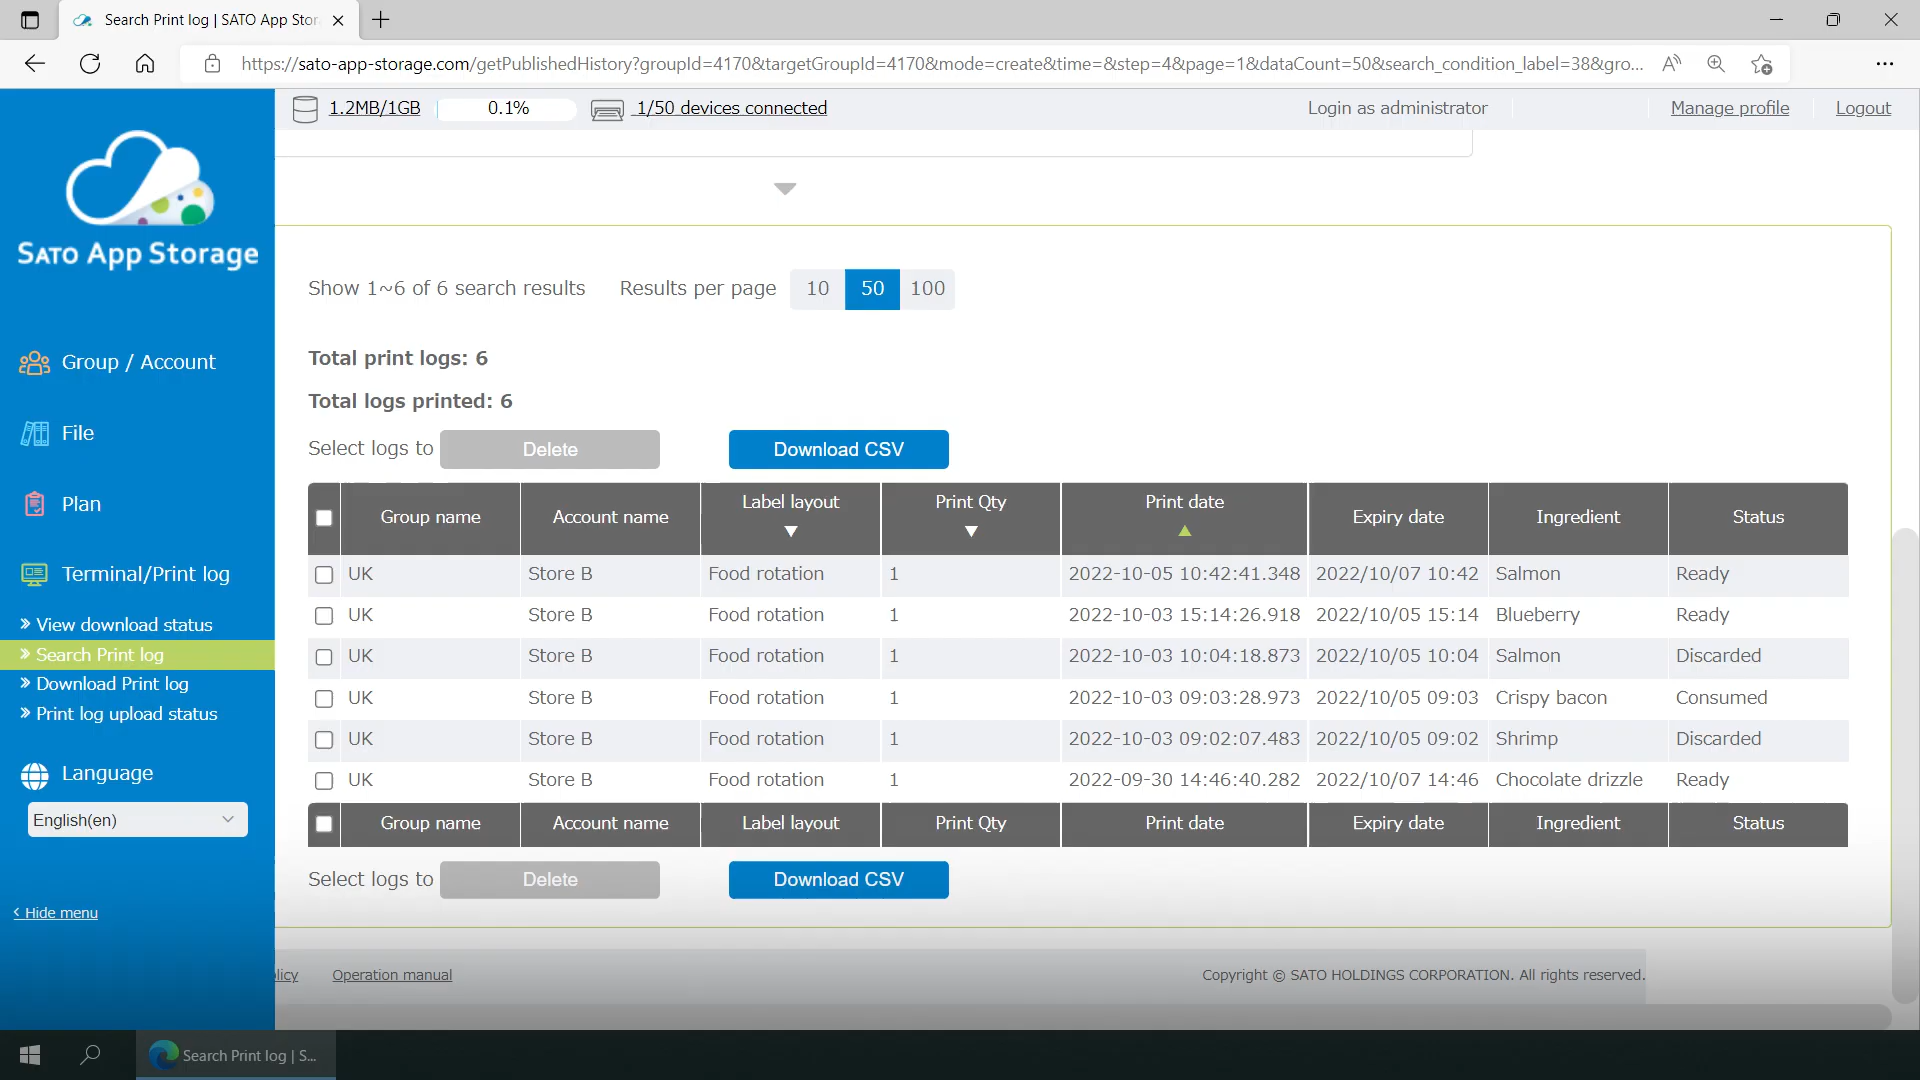 Search Print log | SATO App Stor
https://sato-app-storage.com/getPublishedHistory?groupId=4170&targetGroupId=4170&mode=create&time=&step=4&page=1&dataCount=50&search_condition_label=38&gro...
1.2MB/1GB 0.1% 1/50 devices connected Login as administrator Manage profile Logout
SATO App Storage
Show 1~6 of 6 search results Results per page 10 50 100
Total print logs: 6
Total logs printed: 6
Select logs to Delete Download CSV
Group name Account name Label layout ▼ Print Qty ▼ Print date ▲ Expiry date Ingredient Status
UK Store B Food rotation 1 2022-10-05 10:42:41.348 2022/10/07 10:42 Salmon Ready
UK Store B Food rotation 1 2022-10-03 15:14:26.918 2022/10/05 15:14 Blueberry Ready
UK Store B Food rotation 1 2022-10-03 10:04:18.873 2022/10/05 10:04 Salmon Discarded
UK Store B Food rotation 1 2022-10-03 09:03:28.973 2022/10/05 09:03 Crispy bacon Consumed
UK Store B Food rotation 1 2022-10-03 09:02:07.483 2022/10/05 09:02 Shrimp Discarded
UK Store B Food rotation 1 2022-09-30 14:46:40.282 2022/10/07 14:46 Chocolate drizzle Ready
Group name Account name Label layout Print Qty Print date Expiry date Ingredient Status
Select logs to Delete Download CSV
Group / Account
File
Plan
Terminal/Print log
» View download status
» Search Print log
» Download Print log
» Print log upload status
Language
English(en)
< Hide menu
olicy Operation manual Copyright © SATO HOLDINGS CORPORATION. All rights reserved.
Search Print log | S...